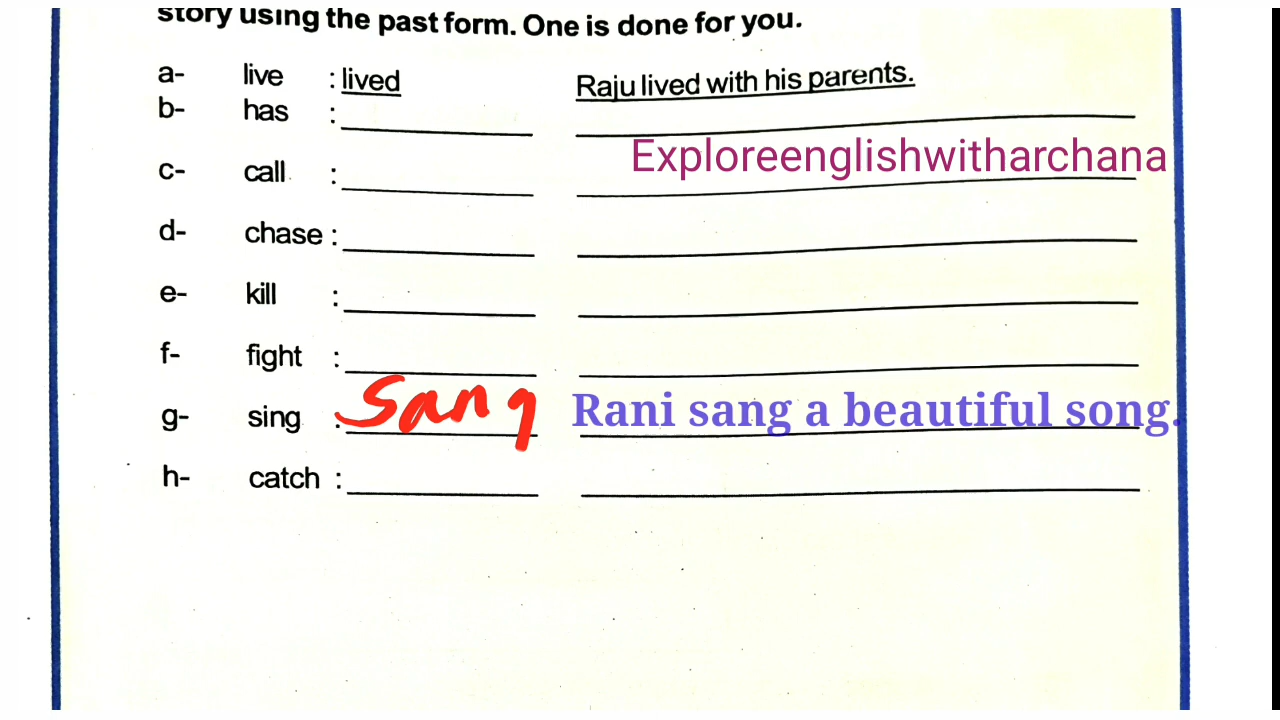 story using the past form. One is done for you.
a- live : lived Raju lived with his parents.
b- has :
Exploreenglishwitharchana
c- call :
d- chase :
e- kill :
f- fight :
g- sing : sang Rani sang a beautiful song.
h- catch :